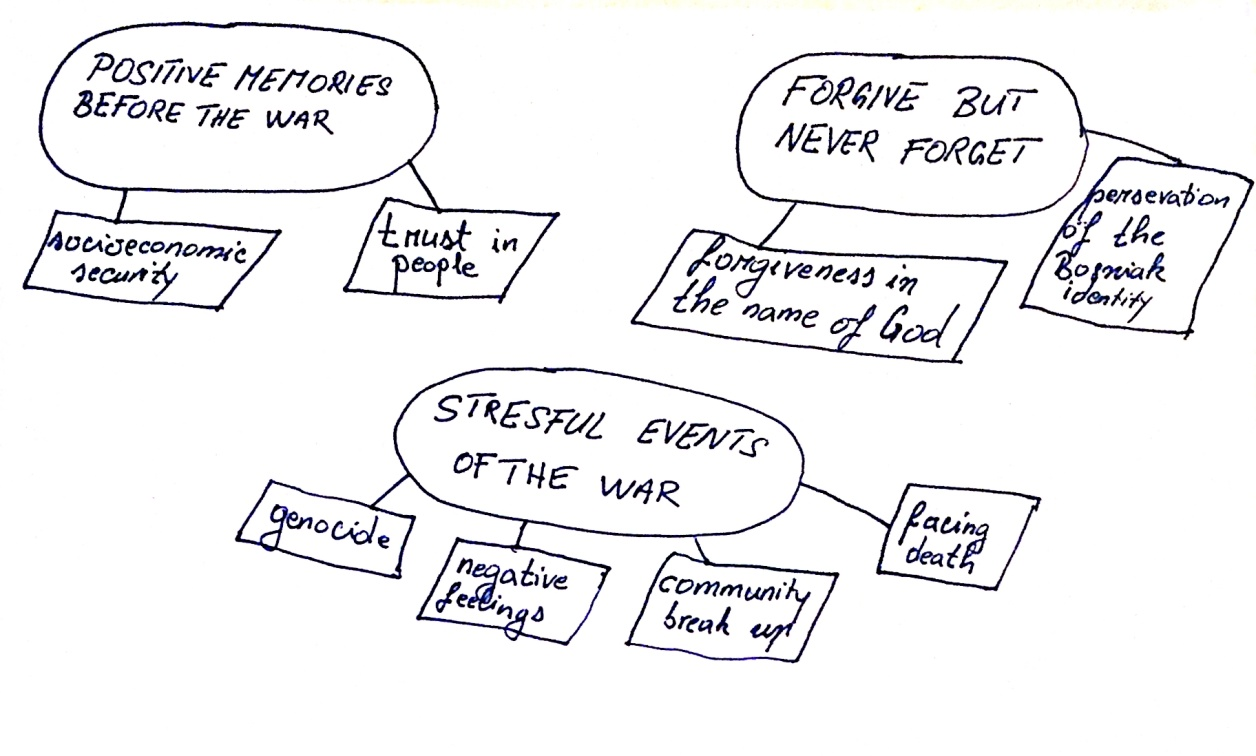 POSITIVE MEMORIES
BEFORE THE WAR
socioeconomic
security
trust in
people
FORGIVE BUT
NEVER FORGET
forgiveness in
the name of God
persevation
of the
Bosniak
identity
STRESFUL EVENTS
OF THE WAR
genocide
negative
feelings
community
break up
facing
death